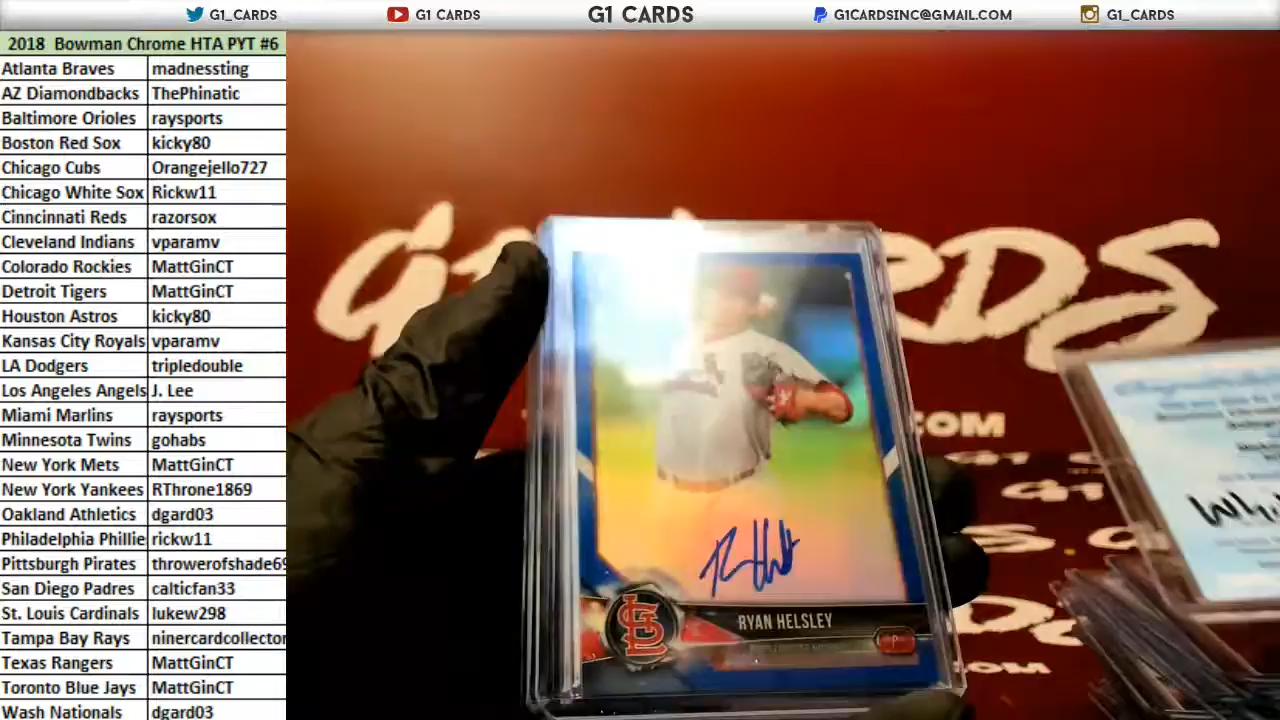 G1_CARDS
G1 CARDS
G1 CARDS
G1CARDSINC@GMAIL.COM
G1_CARDS
2018 Bowman Chrome HTA PYT #6
Atlanta Braves madnessting
AZ Diamondbacks ThePhinatic
Baltimore Orioles raysports
Boston Red Sox kicky80
Chicago Cubs Orangejello727
Chicago White Sox Rickw11
Cinncinnati Reds razorsox
Cleveland Indians vparamv
Colorado Rockies MattGinCT
Detroit Tigers MattGinCT
Houston Astros kicky80
Kansas City Royals vparamv
LA Dodgers tripledouble
Los Angeles Angels J. Lee
Miami Marlins raysports
Minnesota Twins gohabs
New York Mets MattGinCT
New York Yankees RThrone1869
Oakland Athletics dgard03
Philadelphia Phillie rickw11
Pittsburgh Pirates throwerofshade69
San Diego Padres calticfan33
St. Louis Cardinals lukew298
Tampa Bay Rays ninercardcollector
Texas Rangers MattGinCT
Toronto Blue Jays MattGinCT
Wash Nationals dgard03
RYAN HELSLEY
P
.COM